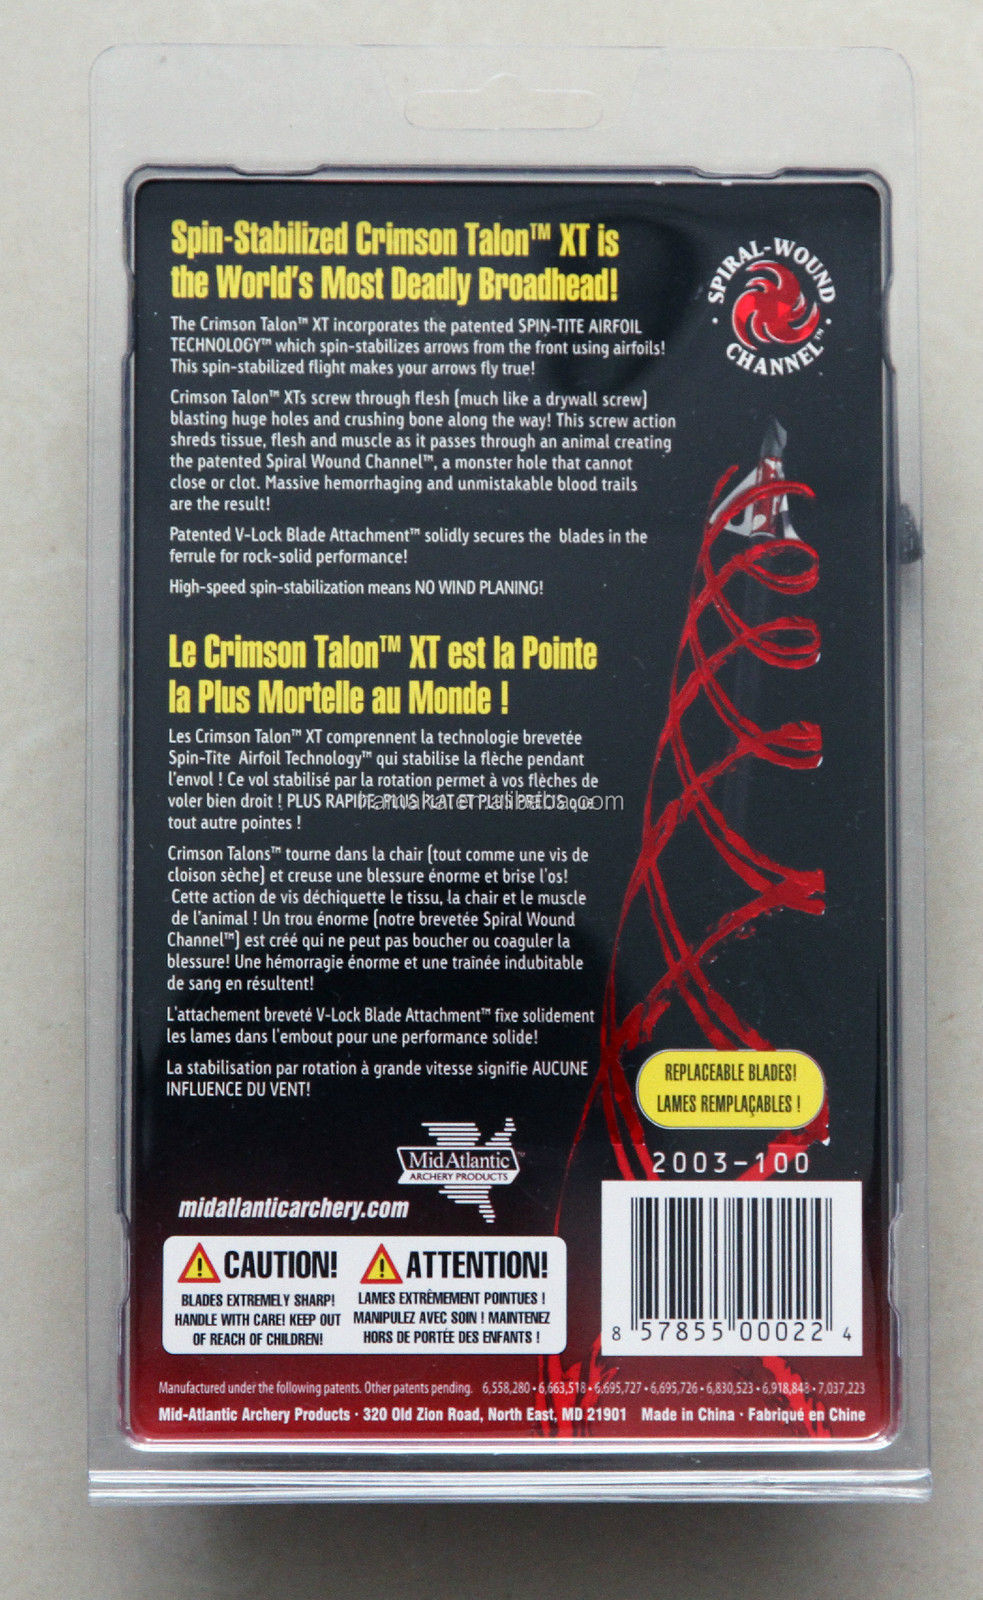 Spin-Stabilized Crimson Talon™ XT is
the World's Most Deadly Broadhead!
The Crimson Talon™ XT incorporates the patented SPIN-TITE AIRFOIL
TECHNOLOGY™ which spin-stabilizes arrows from the front using airfoils!
This spin-stabilized flight makes your arrows fly true!
Crimson Talon™ XTs screw through flesh (much like a drywall screw)
blasting huge holes and crushing bone along the way! This screw action
shreds tissue, flesh and muscle as it passes through an animal creating
the patented Spiral Wound Channel™, a monster hole that cannot
close or clot. Massive hemorrhaging and unmistakable blood trails
are the result!
Patented V-Lock Blade Attachment™ solidly secures the blades in the
ferrule for rock-solid performance!
High-speed spin-stabilization means NO WIND PLANING!
• SPIRAL-WOUND •
CHANNEL™
Le Crimson Talon™ XT est la Pointe
la Plus Mortelle au Monde !
Les Crimson Talon™ XT comprennent la technologie brevetée
Spin-Tite Airfoil Technology™ qui stabilise la flèche pendant
l'envol ! Ce vol stabilisé par la rotation permet à vos flèches de
voler bien droit ! PLUS RAPIDE, PLUS PLAT ET PLUS PRÉCIS que
tout autre pointes !
Crimson Talons™ tourne dans la chair (tout comme une vis de
cloison sèche) et creuse une blessure énorme et brise l'os!
Cette action de vis déchiquette le tissu, la chair et le muscle
de l'animal ! Un trou énorme (notre brevetée Spiral Wound
Channel™) est créé qui ne peut pas boucher ou coaguler la
blessure! Une hémorragie énorme et une traînée indubitable
de sang en résultent!
L'attachement breveté V-Lock Blade Attachment™ fixe solidement
les lames dans l'embout pour une performance solide!
La stabilisation par rotation à grande vitesse signifie AUCUNE
INFLUENCE DU VENT!
REPLACEABLE BLADES!
LAMES REMPLAÇABLES !
MidAtlantic™
ARCHERY PRODUCTS
midatlanticarchery.com
2003-100
CAUTION!
BLADES EXTREMELY SHARP!
HANDLE WITH CARE! KEEP OUT
OF REACH OF CHILDREN!
ATTENTION!
LAMES EXTRÊMEMENT POINTUES !
MANIPULEZ AVEC SOIN ! MAINTENEZ
HORS DE PORTÉE DES ENFANTS !
8 57855 00022 4
Manufactured under the following patents. Other patents pending. 6,558,280 • 6,663,518 • 6,695,727 • 6,695,726 • 6,830,523 • 6,918,848 • 7,037,223
Mid-Atlantic Archery Products · 320 Old Zion Road, North East, MD 21901 Made in China · Fabriqué en Chine